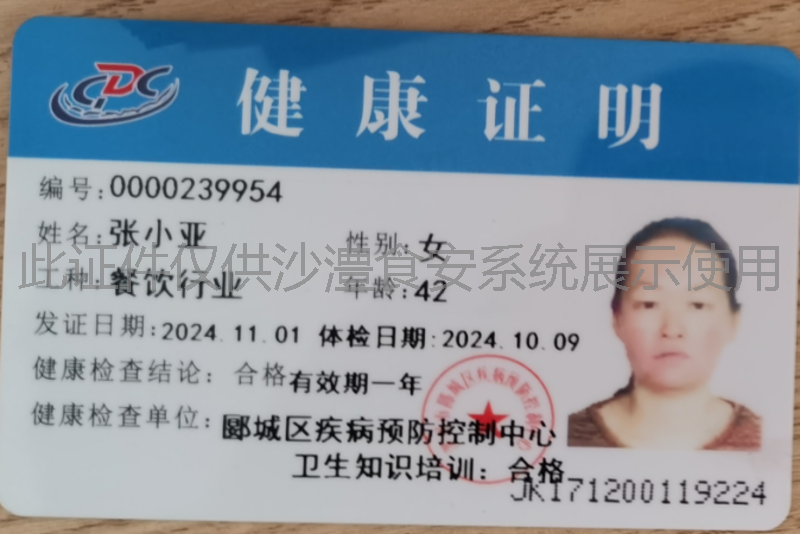 CDC
健康证明
编号:0000239954
姓名:张小亚 性别:女
此证件仅供沙澧食安系统展示使用
工种:餐饮行业 年龄:42
发证日期:2024.11.01 体检日期:2024.10.09
健康检查结论: 合格有效期一年
健康检查单位:郾城区疾病预防控制中心
卫生知识培训: 合格
JK171200119224